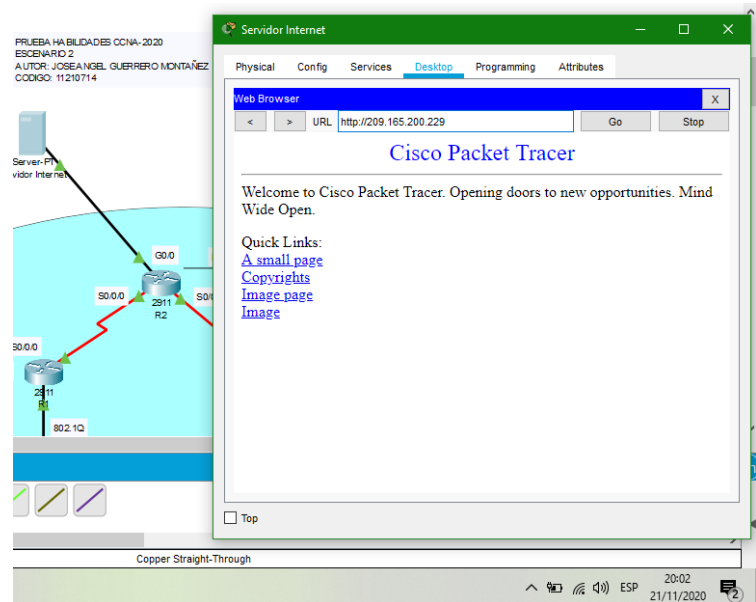 PRUEBA HABILIDADES CCNA-2020
ESCENARIO 2
AUTOR: JOSEANGEL GUERRERO MONTAÑEZ
CODIGO: 11210714
Server-PT
vidor Internet
G0/0
S0/0/0
S0/
2911
R2
S0/0/0
2911
R1
802.1Q
Servidor Internet
Physical
Config
Services
Desktop
Programming
Attributes
Web Browser
X
<
>
URL
http://209.165.200.229
Go
Stop
Cisco Packet Tracer
Welcome to Cisco Packet Tracer. Opening doors to new opportunities. Mind
Wide Open.
Quick Links:
A small page
Copyrights
Image page
Image
Top
Copper Straight-Through
ESP
20:02
21/11/2020
2